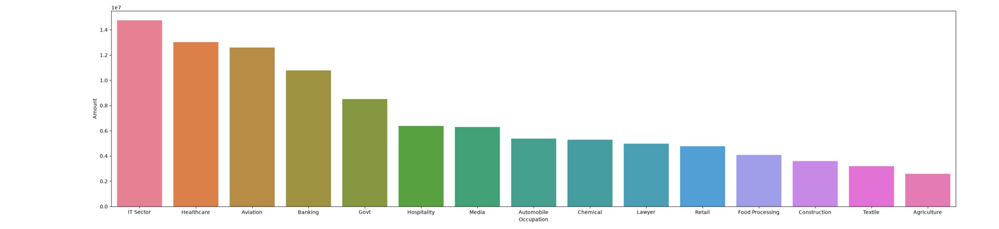 1e7
1.4
1.2
1.0
0.8
0.6
0.4
0.2
0.0
Amount
IT Sector Healthcare Aviation Banking Govt Hospitality Media Automobile Chemical Lawyer Retail Food Processing Construction Textile Agriculture
Occupation